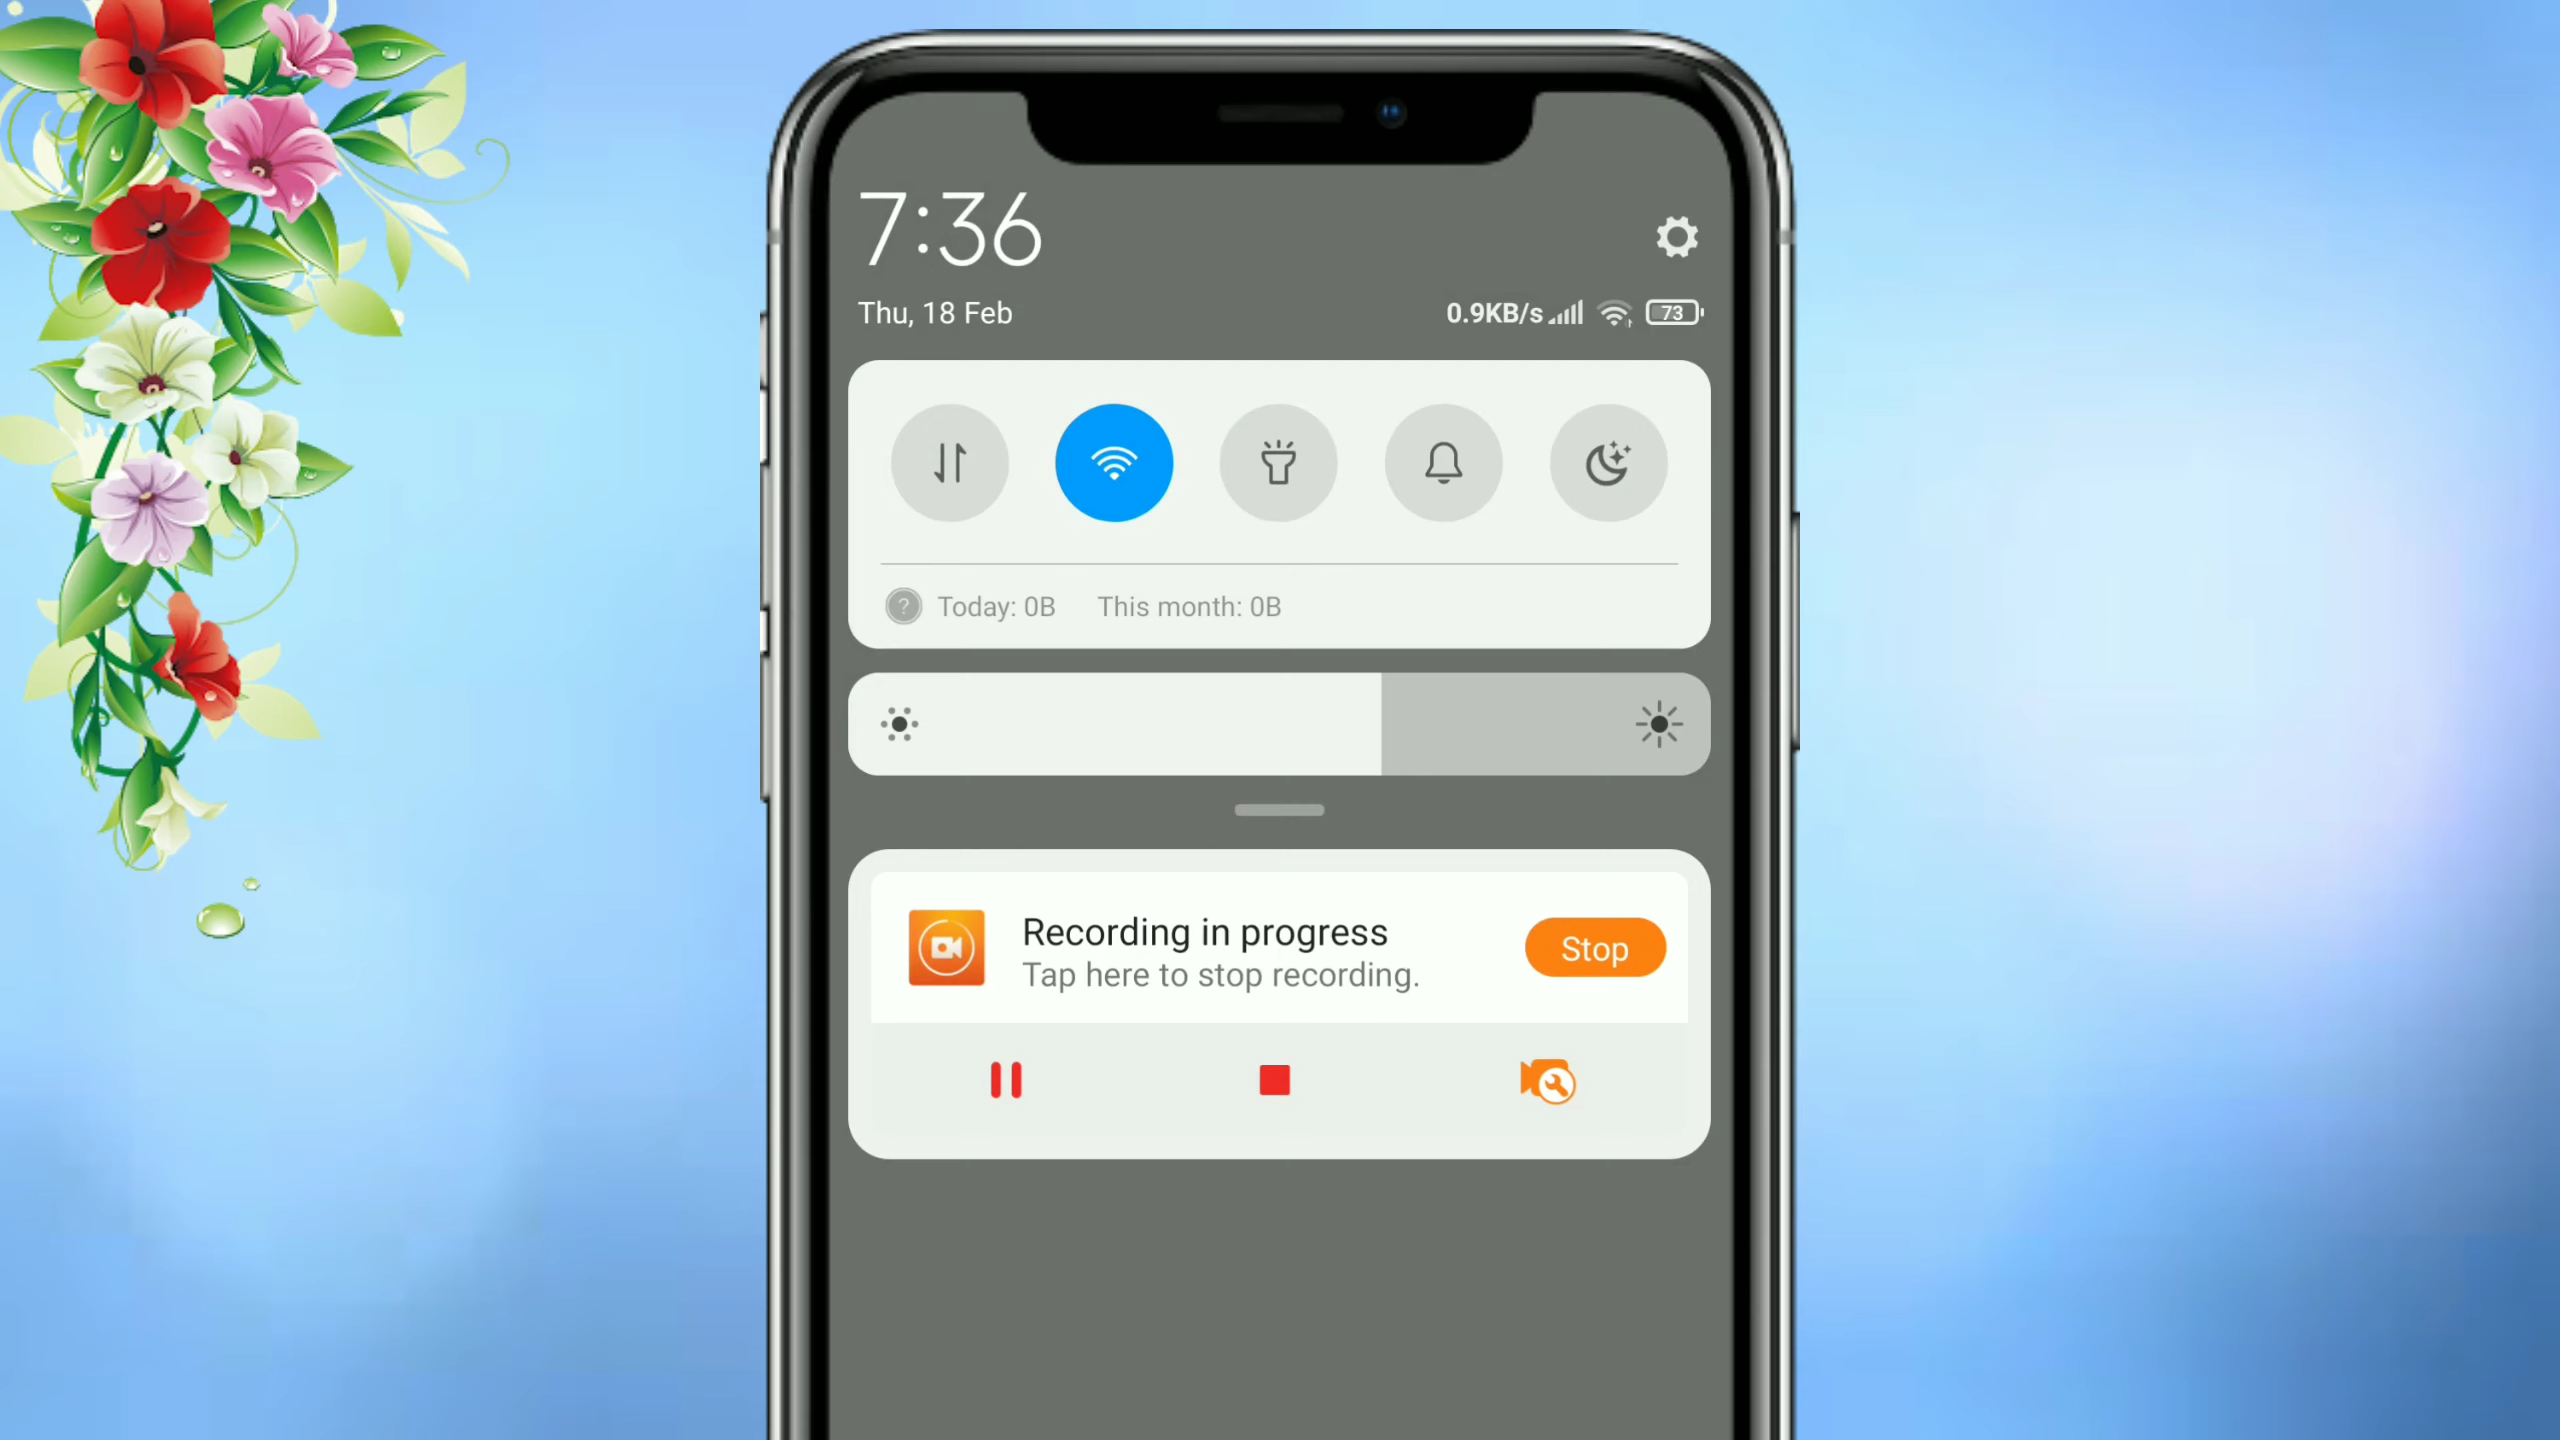 7:36
Thu, 18 Feb
0.9KB/s 73
? Today: 0B This month: 0B
Recording in progress
Tap here to stop recording.
Stop